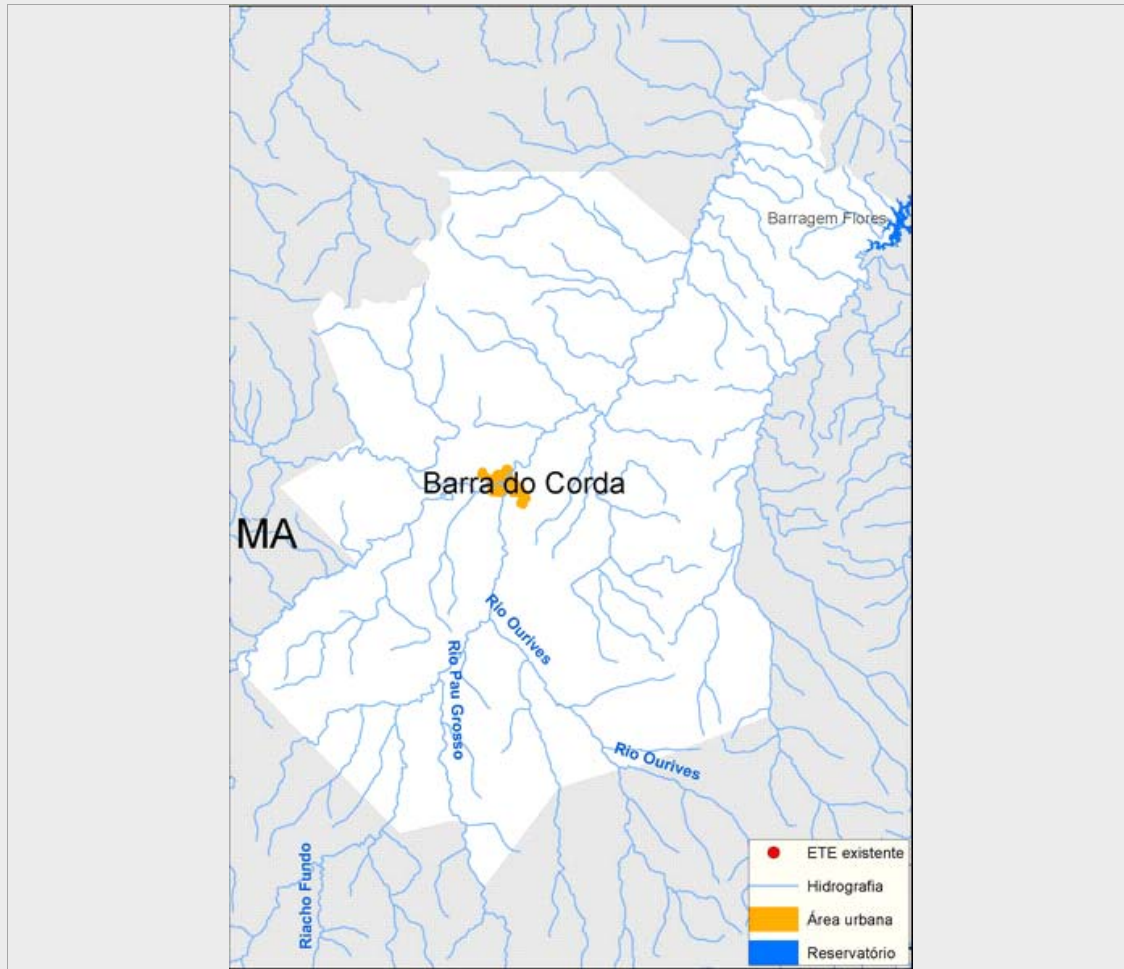 Barragem Flores
Barra do Corda
MA
Rio Ourives
Rio Pau Grosso
Rio Ourives
Riacho Fundo
ETE existente
Hidrografia
Área urbana
Reservatório